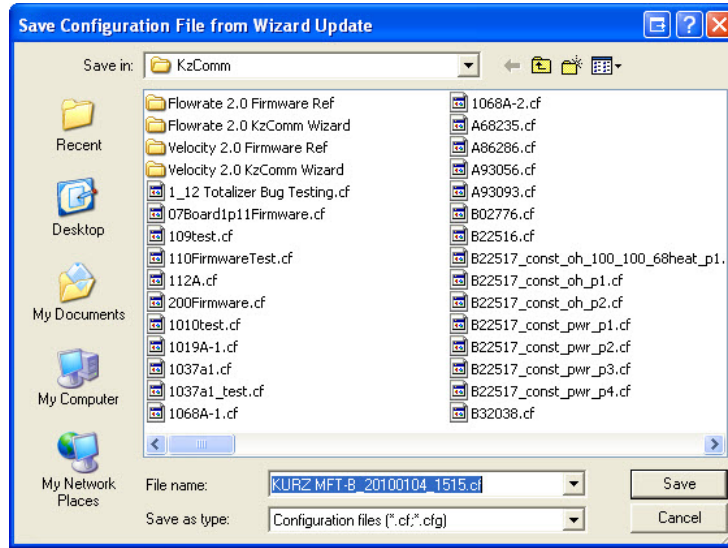 Save Configuration File from Wizard Update
Save in: KzComm
Recent
Desktop
My Documents
My Computer
My Network Places
Flowrate 2.0 Firmware Ref
Flowrate 2.0 KzComm Wizard
Velocity 2.0 Firmware Ref
Velocity 2.0 KzComm Wizard
1_12 Totalizer Bug Testing.cf
07Board1p11Firmware.cf
109test.cf
110FirmwareTest.cf
112A.cf
200Firmware.cf
1010test.cf
1019A-1.cf
1037a1.cf
1037a1_test.cf
1068A-1.cf
1068A-2.cf
A68235.cf
A86286.cf
A93056.cf
A93093.cf
B02776.cf
B22516.cf
B22517_const_oh_100_100_68heat_p1.
B22517_const_oh_p1.cf
B22517_const_oh_p2.cf
B22517_const_pwr_p1.cf
B22517_const_pwr_p2.cf
B22517_const_pwr_p3.cf
B22517_const_pwr_p4.cf
B32038.cf
File name: KURZ MFT-B_20100104_1515.cf Save
Save as type: Configuration files (*.cf;*.cfg) Cancel